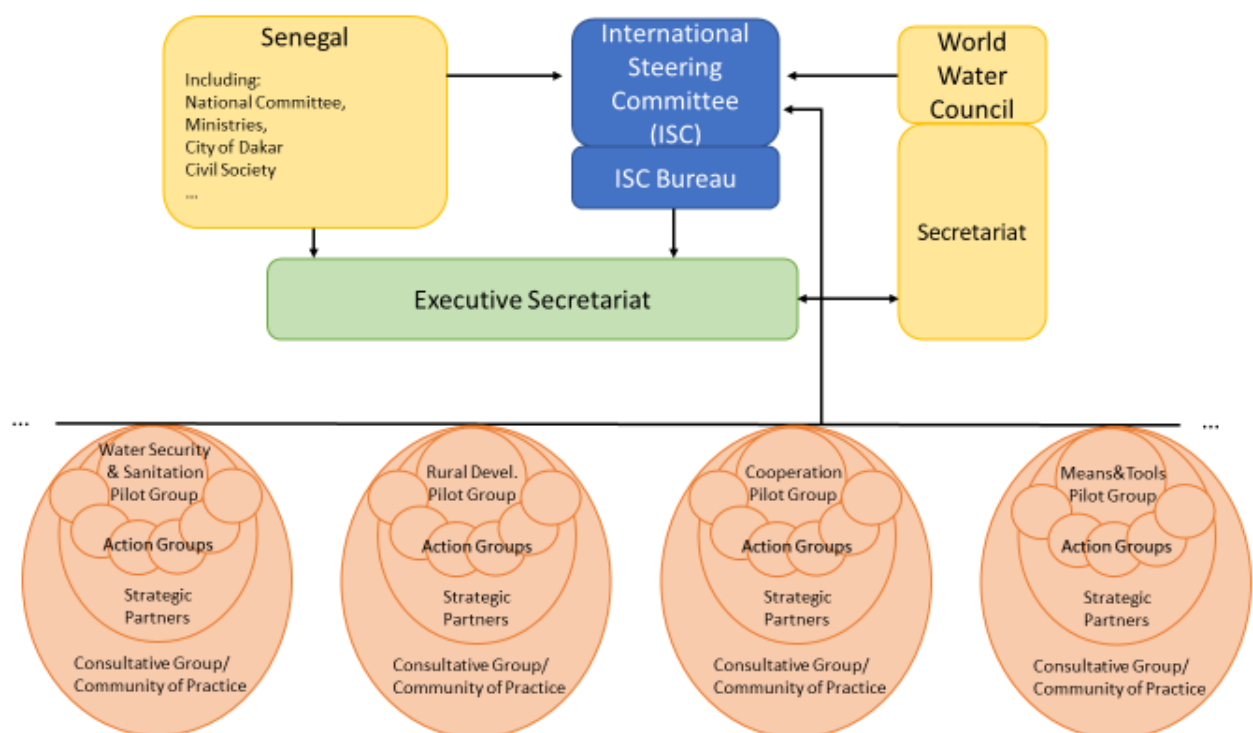 Senegal
Including:
National Committee,
Ministries,
City of Dakar
Civil Society
...
International
Steering
Committee
(ISC)
ISC Bureau
World
Water
Council
Secretariat
Executive Secretariat
...
...
Water Security
& Sanitation
Pilot Group
Action Groups
Strategic
Partners
Consultative Group/
Community of Practice
Rural Devel.
Pilot Group
Action Groups
Strategic
Partners
Consultative Group/
Community of Practice
Cooperation
Pilot Group
Action Groups
Strategic
Partners
Consultative Group/
Community of Practice
Means&Tools
Pilot Group
Action Groups
Strategic
Partners
Consultative Group/
Community of Practice